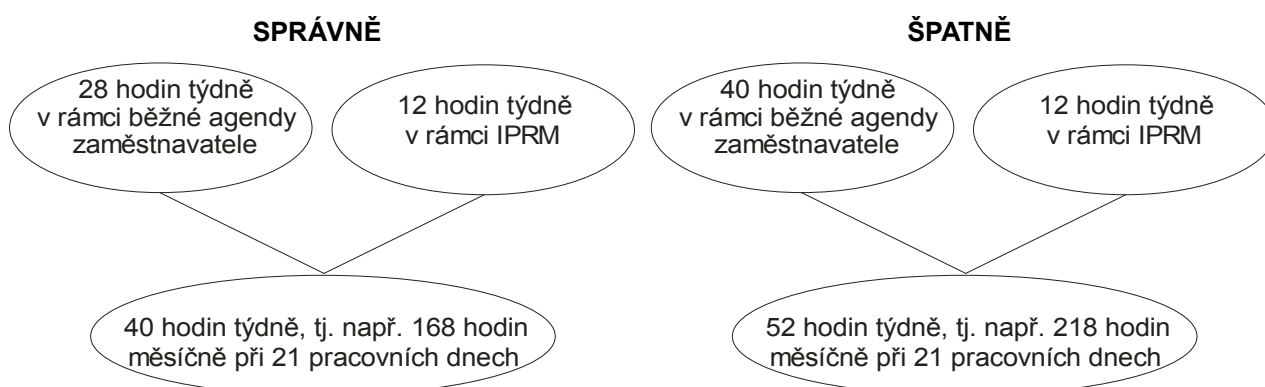 SPRÁVNĚ
28 hodin týdně
v rámci běžné agendy
zaměstnavatele
12 hodin týdně
v rámci IPRM
40 hodin týdně, tj. např. 168 hodin
měsíčně při 21 pracovních dnech
ŠPATNĚ
40 hodin týdně
v rámci běžné agendy
zaměstnavatele
12 hodin týdně
v rámci IPRM
52 hodin týdně, tj. např. 218 hodin
měsíčně při 21 pracovních dnech